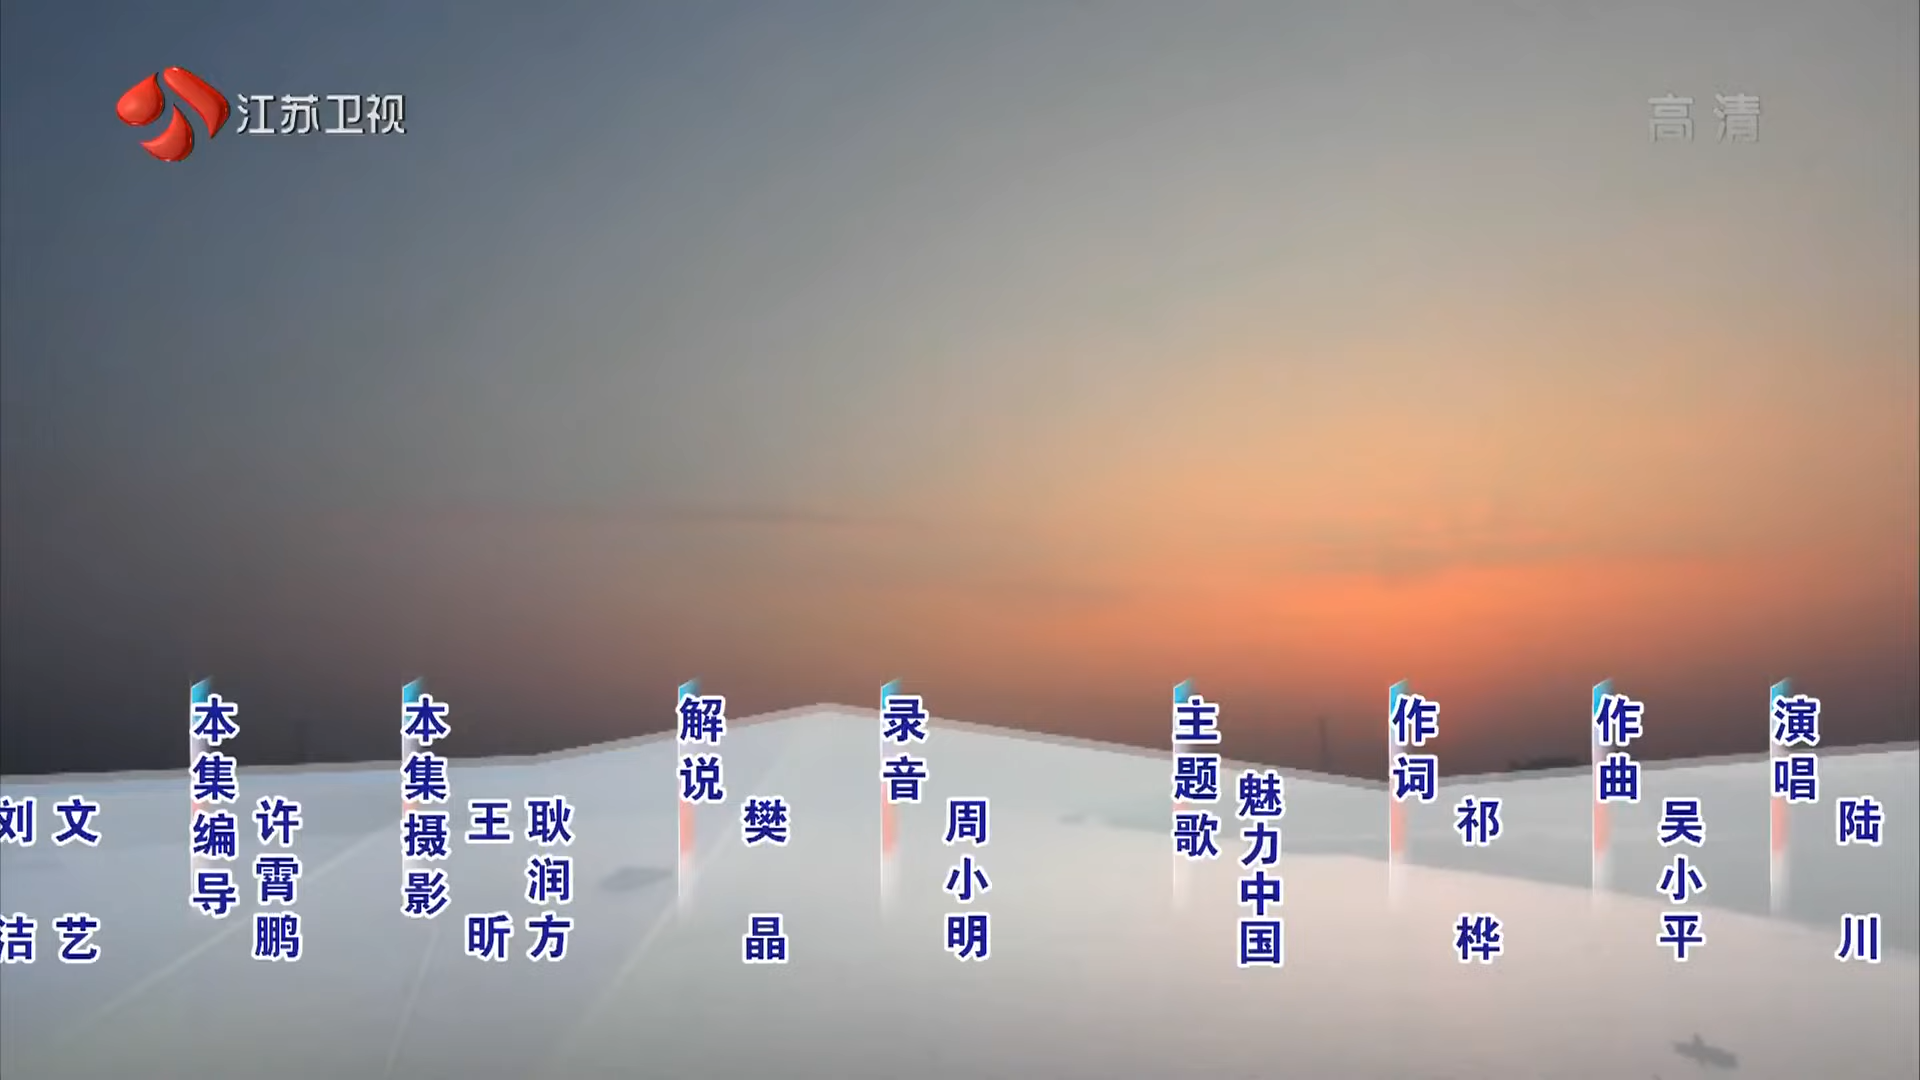 江苏卫视
高清
刘洁
文艺
本集编导
许霄鹏
本集摄影
王昕
耿润方
解说
樊晶
录音
周小明
主题歌
魅力中国
作词
祁桦
作曲
吴小平
演唱
陆川